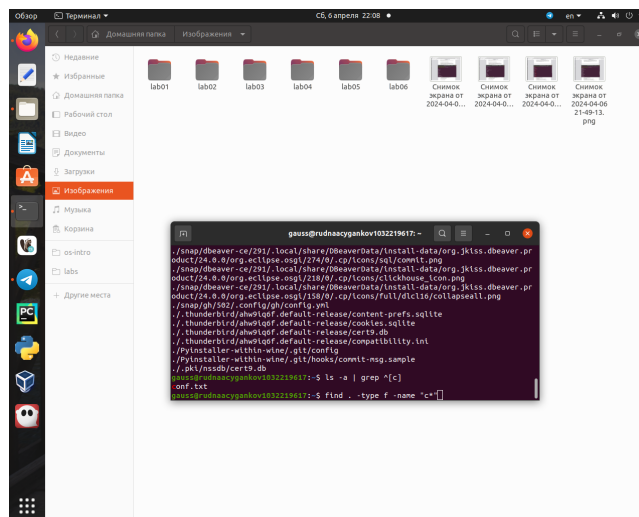 Обзор
Терминал
Сб, 6 апреля 22:08
en
Домашняя папка
Изображения
Недавние
Избранные
Домашняя папка
Рабочий стол
Видео
Документы
Загрузки
Изображения
Музыка
Корзина
os-intro
labs
+ Другие места
lab01
lab02
lab03
lab04
lab05
lab06
Снимок
экрана от
2024-04-0...
Снимок
экрана от
2024-04-0...
Снимок
экрана от
2024-04-0...
Снимок
экрана от
2024-04-06
21-49-13.
png
PC
gauss@rudnaacygankov1032219617: ~
./snap/dbeaver-ce/291/.local/share/DBeaverData/install-data/org.jkiss.dbeaver.pr
oduct/24.0.0/org.eclipse.osgi/274/0/.cp/icons/sql/commit.png
./snap/dbeaver-ce/291/.local/share/DBeaverData/install-data/org.jkiss.dbeaver.pr
oduct/24.0.0/org.eclipse.osgi/218/0/.cp/icons/clickhouse_icon.png
./snap/dbeaver-ce/291/.local/share/DBeaverData/install-data/org.jkiss.dbeaver.pr
oduct/24.0.0/org.eclipse.osgi/158/0/.cp/icons/full/dlcl16/collapseall.png
./snap/gh/502/.config/gh/config.yml
./.thunderbird/ahw9iq6f.default-release/content-prefs.sqlite
./.thunderbird/ahw9iq6f.default-release/cookies.sqlite
./.thunderbird/ahw9iq6f.default-release/cert9.db
./.thunderbird/ahw9iq6f.default-release/compatibility.ini
./Pyinstaller-within-wine/.git/config
./Pyinstaller-within-wine/.git/hooks/commit-msg.sample
./.pki/nssdb/cert9.db
gauss@rudnaacygankov1032219617:~$ ls -a | grep ^[c]
conf.txt
gauss@rudnaacygankov1032219617:~$ find . -type f -name "c*"